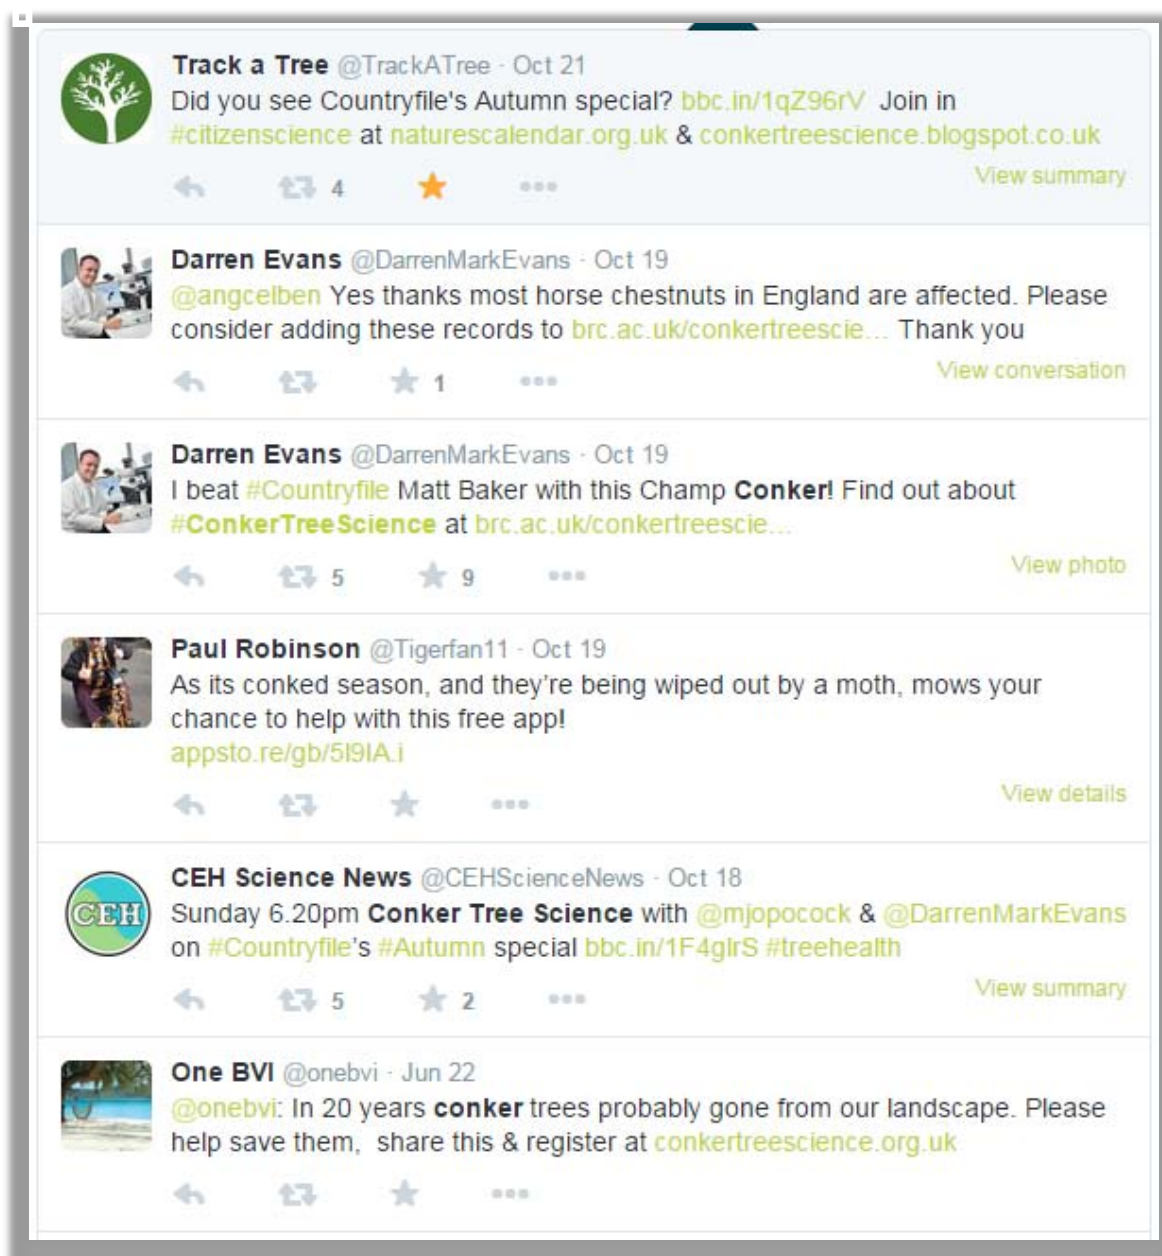 Track a Tree @TrackATree · Oct 21
Did you see Countryfile's Autumn special? bbc.in/1qZ96rV Join in
#citizenscience at naturescalendar.org.uk & conkertreescience.blogspot.co.uk
4
View summary
Darren Evans @DarrenMarkEvans · Oct 19
@angcelben Yes thanks most horse chestnuts in England are affected. Please
consider adding these records to brc.ac.uk/conkertreescie... Thank you
1
View conversation
Darren Evans @DarrenMarkEvans · Oct 19
I beat #Countryfile Matt Baker with this Champ Conker! Find out about
#ConkerTreeScience at brc.ac.uk/conkertreescie...
5 9
View photo
Paul Robinson @Tigerfan11 · Oct 19
As its conked season, and they're being wiped out by a moth, mows your
chance to help with this free app!
appsto.re/gb/5I9IA.i
View details
CEH
CEH Science News @CEHScienceNews · Oct 18
Sunday 6.20pm Conker Tree Science with @mjopocock & @DarrenMarkEvans
on #Countryfile's #Autumn special bbc.in/1F4glrS #treehealth
5 2
View summary
One BVI @onebvi · Jun 22
@onebvi: In 20 years conker trees probably gone from our landscape. Please
help save them, share this & register at conkertreescience.org.uk